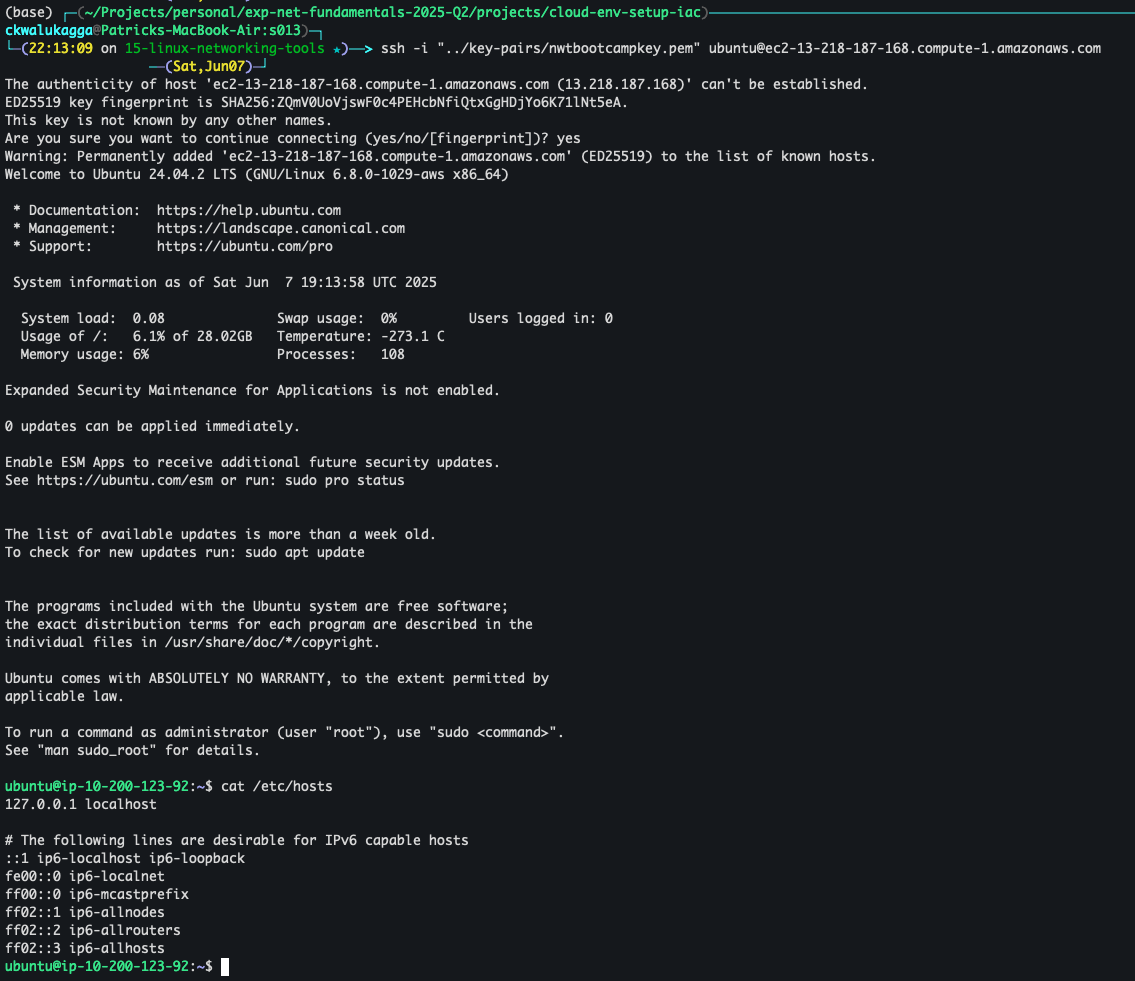 (base) ┌─(~/Projects/personal/exp-net-fundamentals-2025-Q2/projects/cloud-env-setup-iac)
ckwalukagga@Patricks-MacBook-Air:s013)─┐
└─(22:13:09 on 15-linux-networking-tools ★)──> ssh -i "../key-pairs/nwtbootcampkey.pem" ubuntu@ec2-13-218-187-168.compute-1.amazonaws.com
──(Sat,Jun07)─┘
The authenticity of host 'ec2-13-218-187-168.compute-1.amazonaws.com (13.218.187.168)' can't be established.
ED25519 key fingerprint is SHA256:ZQmV0UoVjswF0c4PEHcbNfiQtxGgHDjYo6K71lNt5eA.
This key is not known by any other names.
Are you sure you want to continue connecting (yes/no/[fingerprint])? yes
Warning: Permanently added 'ec2-13-218-187-168.compute-1.amazonaws.com' (ED25519) to the list of known hosts.
Welcome to Ubuntu 24.04.2 LTS (GNU/Linux 6.8.0-1029-aws x86_64)
* Documentation:  https://help.ubuntu.com
* Management:     https://landscape.canonical.com
* Support:        https://ubuntu.com/pro
System information as of Sat Jun  7 19:13:58 UTC 2025
System load:  0.08              Swap usage:  0%       Users logged in: 0
Usage of /:   6.1% of 28.02GB   Temperature: -273.1 C
Memory usage: 6%                Processes:   108
Expanded Security Maintenance for Applications is not enabled.
0 updates can be applied immediately.
Enable ESM Apps to receive additional future security updates.
See https://ubuntu.com/esm or run: sudo pro status
The list of available updates is more than a week old.
To check for new updates run: sudo apt update
The programs included with the Ubuntu system are free software;
the exact distribution terms for each program are described in the
individual files in /usr/share/doc/*/copyright.
Ubuntu comes with ABSOLUTELY NO WARRANTY, to the extent permitted by
applicable law.
To run a command as administrator (user "root"), use "sudo <command>".
See "man sudo_root" for details.
ubuntu@ip-10-200-123-92:~$ cat /etc/hosts
127.0.0.1 localhost
# The following lines are desirable for IPv6 capable hosts
::1 ip6-localhost ip6-loopback
fe00::0 ip6-localnet
ff00::0 ip6-mcastprefix
ff02::1 ip6-allnodes
ff02::2 ip6-allrouters
ff02::3 ip6-allhosts
ubuntu@ip-10-200-123-92:~$